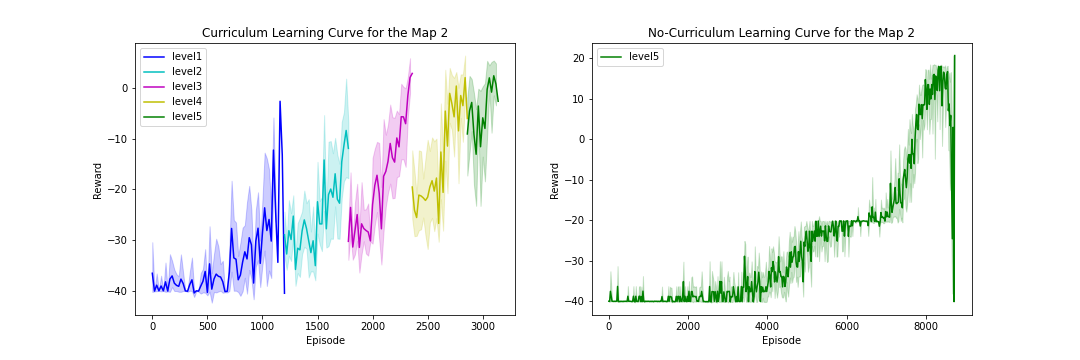 Curriculum Learning Curve for the Map 2
level1
level2
level3
level4
level5
Reward
0
−10
−20
−30
−40
0 500 1000 1500 2000 2500 3000
Episode
No-Curriculum Learning Curve for the Map 2
level5
Reward
20
10
0
−10
−20
−30
−40
0 2000 4000 6000 8000
Episode